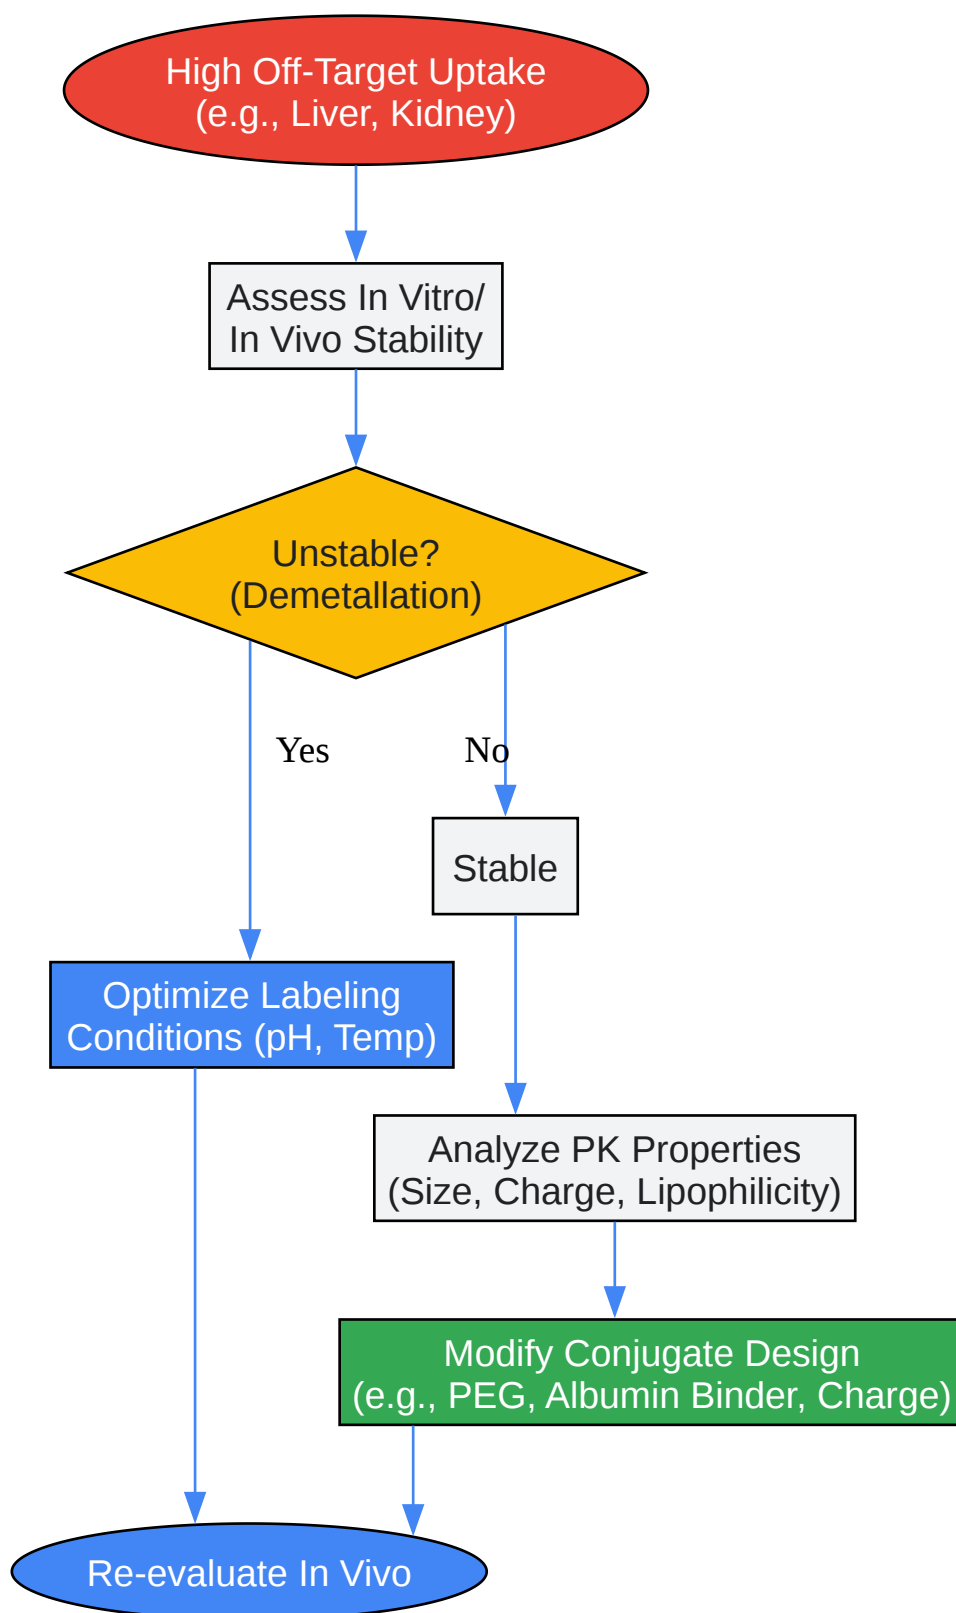 High Off-Target Uptake
(e.g., Liver, Kidney)
Assess In Vitro/
In Vivo Stability
Unstable?
(Demetallation)
Yes
No
Stable
Optimize Labeling
Conditions (pH, Temp)
Analyze PK Properties
(Size, Charge, Lipophilicity)
Modify Conjugate Design
(e.g., PEG, Albumin Binder, Charge)
Re-evaluate In Vivo